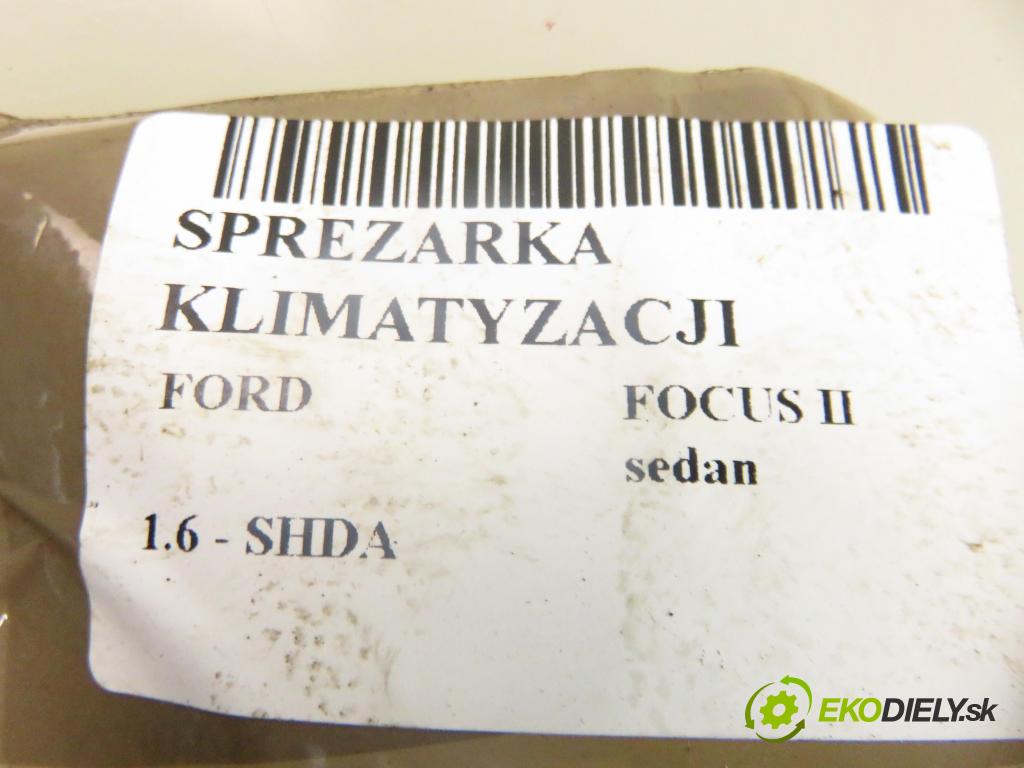 SPREZARKA
KLIMATYZACJI
FORD
FOCUS II
sedan
1.6 - SHDA
EKODIELY.sk